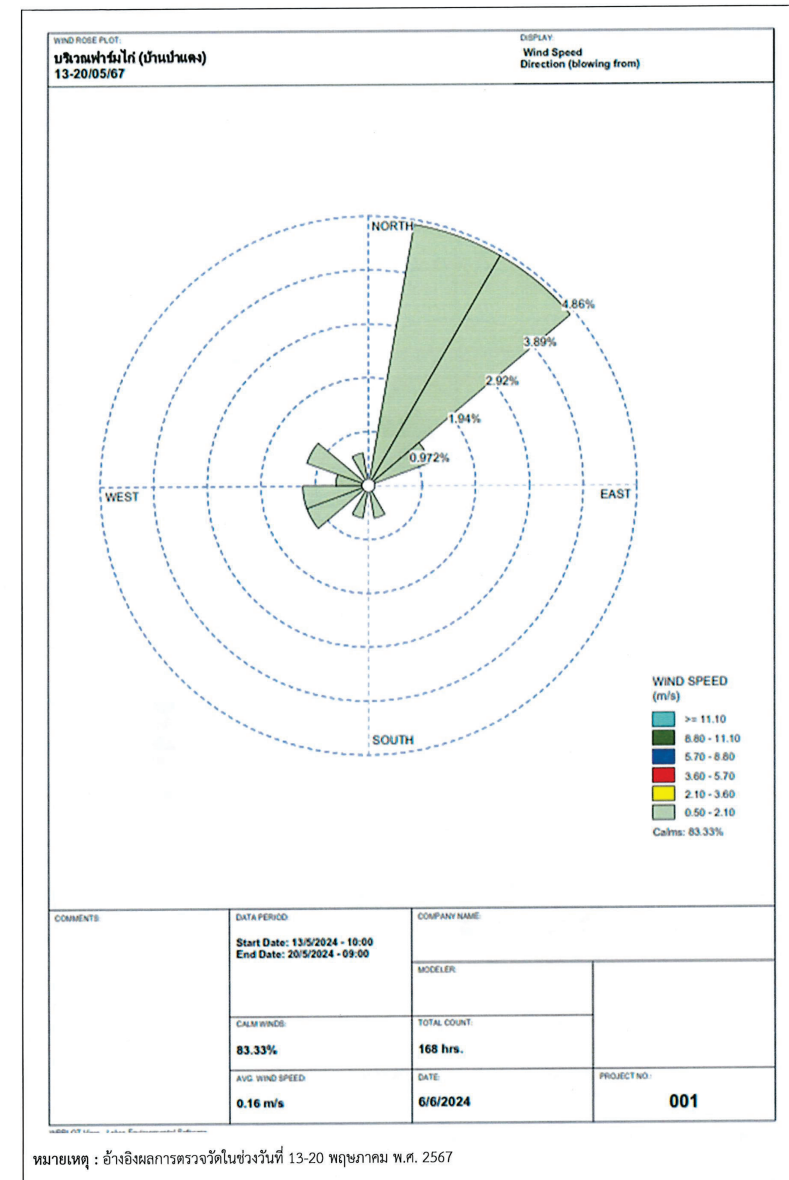 WIND ROSE PLOT:
บริเวณฟาร์มไก่ (บ้านป่าแดง)
13-20/05/67
DISPLAY:
Wind Speed
Direction (blowing from)
NORTH
4.86%
3.89%
2.92%
1.94%
0.972%
WEST
EAST
SOUTH
WIND SPEED
(m/s)
>= 11.10
8.80 - 11.10
5.70 - 8.80
3.60 - 5.70
2.10 - 3.60
0.50 - 2.10
Calms: 83.33%
COMMENTS:
DATA PERIOD:
Start Date: 13/5/2024 - 10:00
End Date: 20/5/2024 - 09:00
COMPANY NAME:
MODELER:
CALM WINDS:
83.33%
TOTAL COUNT:
168 hrs.
AVG. WIND SPEED:
0.16 m/s
DATE:
6/6/2024
PROJECT NO.:
001
หมายเหตุ : อ้างอิงผลการตรวจวัดในช่วงวันที่ 13-20 พฤษภาคม พ.ศ. 2567